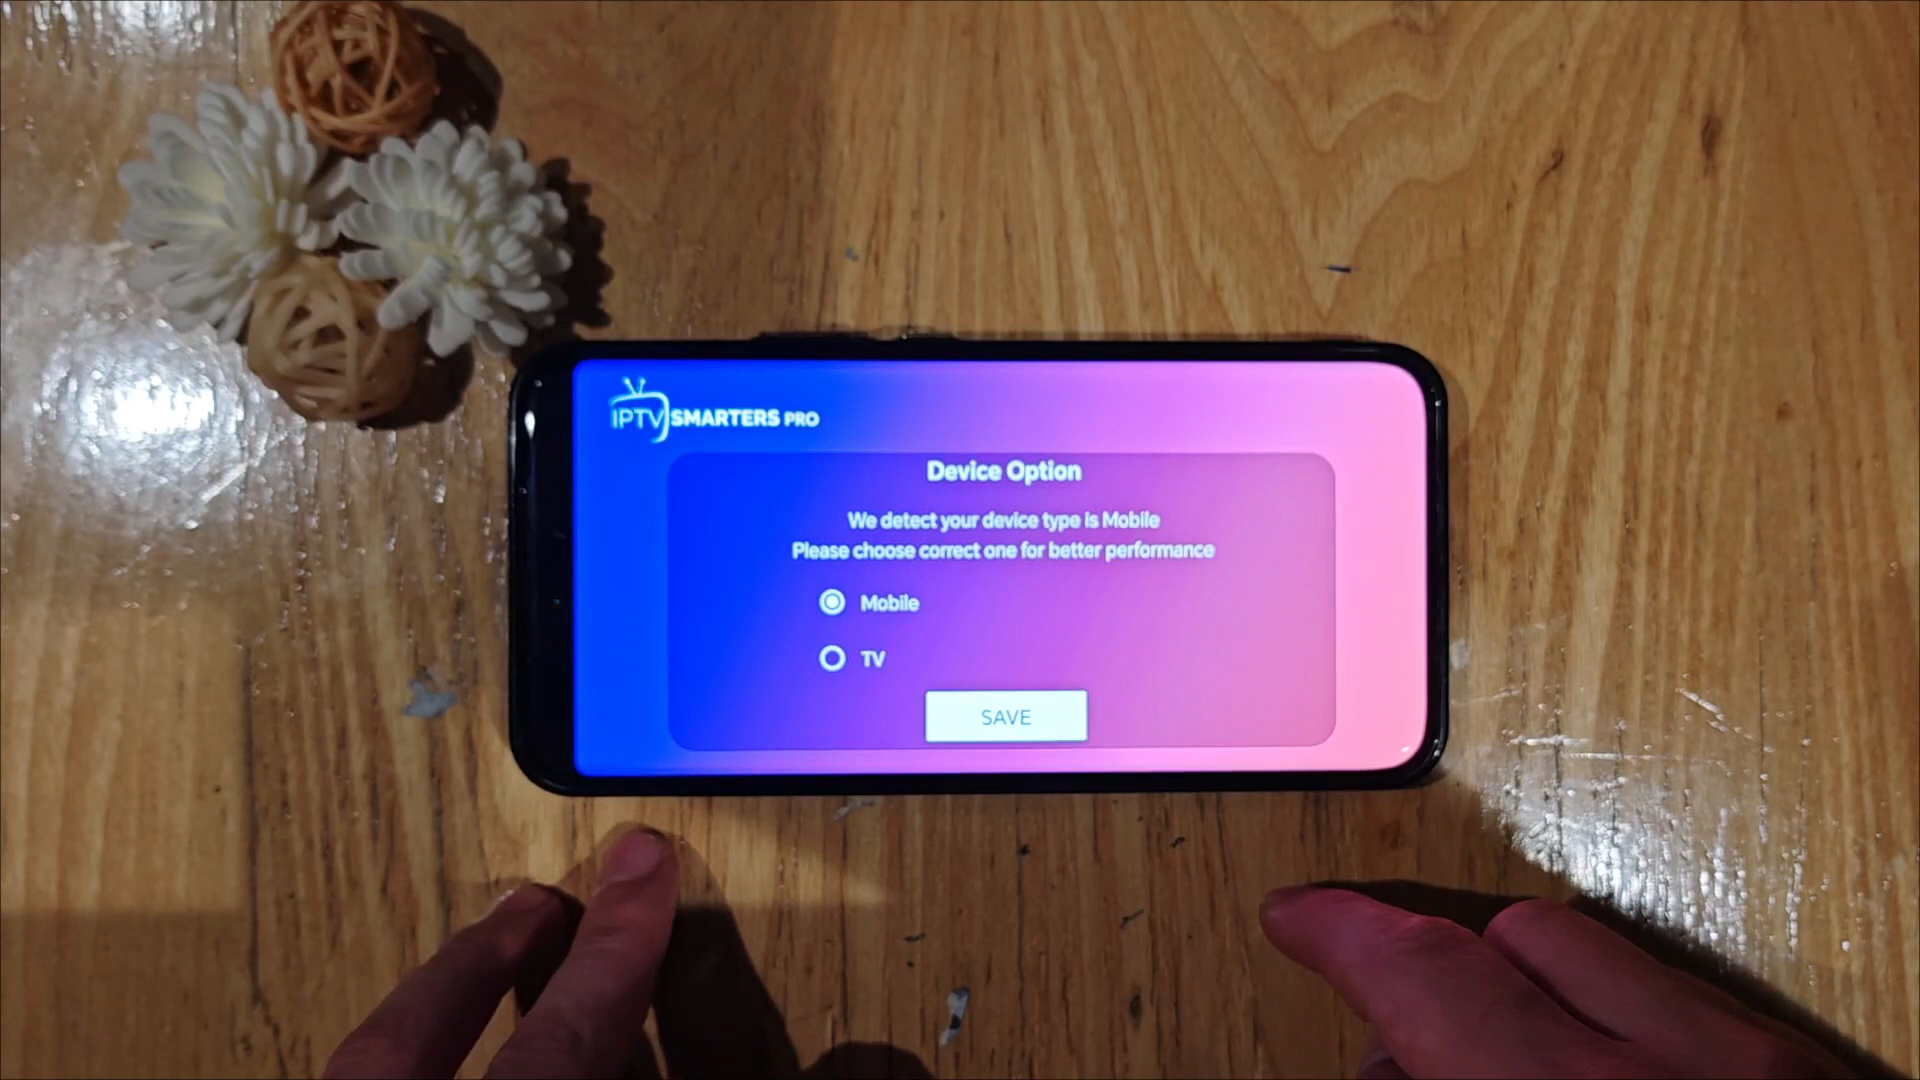 IPTV SMARTERS PRO
Device Option
We detect your device type is Mobile
Please choose correct one for better performance
Mobile
TV
SAVE